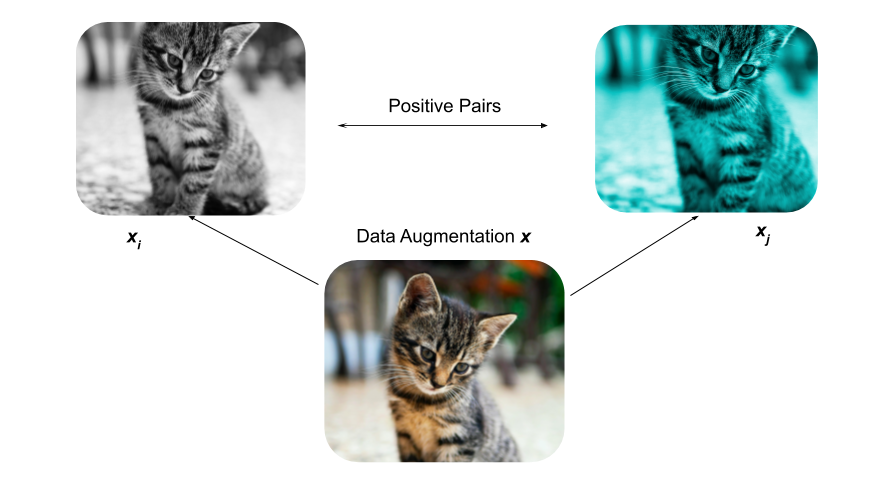 Positive Pairs
x_i
x_j
Data Augmentation x